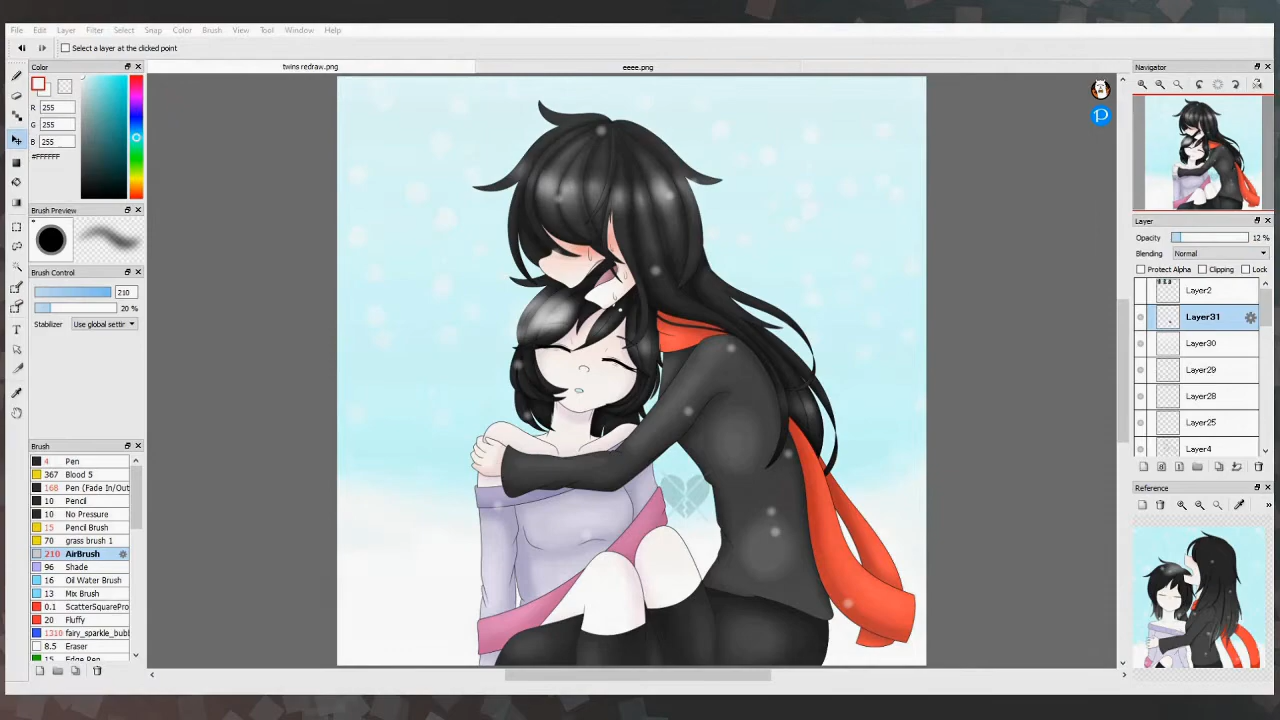 File Edit Layer Filter Select Snap Color Brush View Tool Window Help
Select a layer at the clicked point
Color
twins redraw.png
eeee.png
Navigator
R 255
G 255
B 255
#FFFFFF
Brush Preview
Layer
Opacity 12 %
Blending Normal
Protect Alpha Clipping Lock
Brush Control
210
20 %
Stabilizer Use global settir
Layer2
Layer31
Layer30
Layer29
Layer28
Layer25
Layer4
Brush
4 Pen
367 Blood 5
168 Pen (Fade In/Out
10 Pencil
10 No Pressure
15 Pencil Brush
70 grass brush 1
210 AirBrush
96 Shade
16 Oil Water Brush
13 Mix Brush
0.1 ScatterSquarePro
20 Fluffy
1310 fairy_sparkle_bubl
8.5 Eraser
15 Edge Pen
Reference